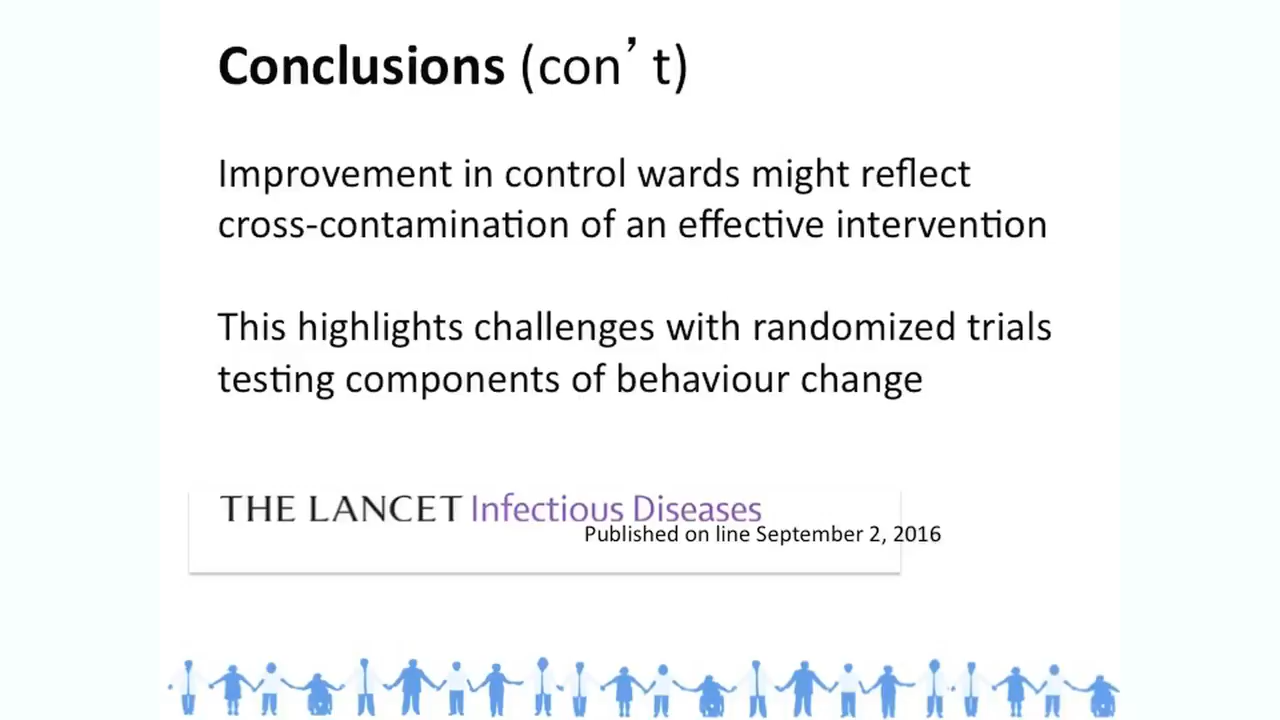 Conclusions (con’t)
Improvement in control wards might reflect
cross-contamination of an effective intervention
This highlights challenges with randomized trials
testing components of behaviour change
THE LANCET Infectious Diseases
Published on line September 2, 2016